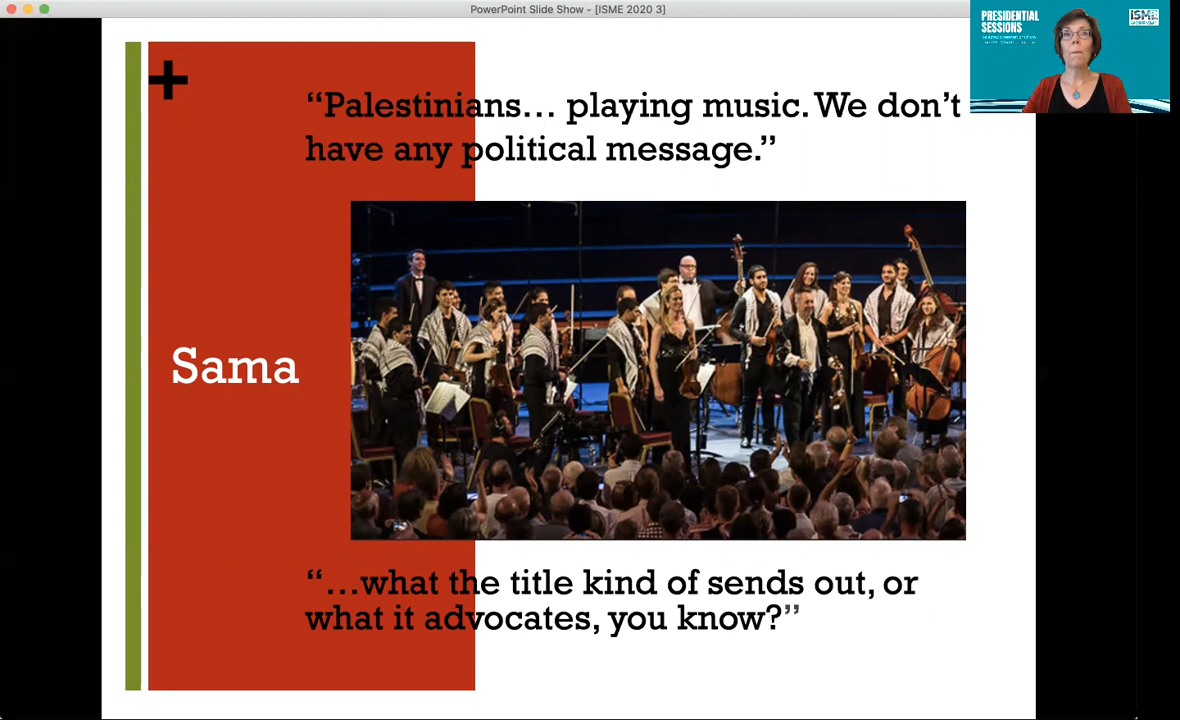 PowerPoint Slide Show - [ISME 2020 3]
PRESIDENTIAL
SESSIONS
ISME
+
“Palestinians… playing music. We don’t
have any political message.”
Sama
“…what the title kind of sends out, or
what it advocates, you know?”